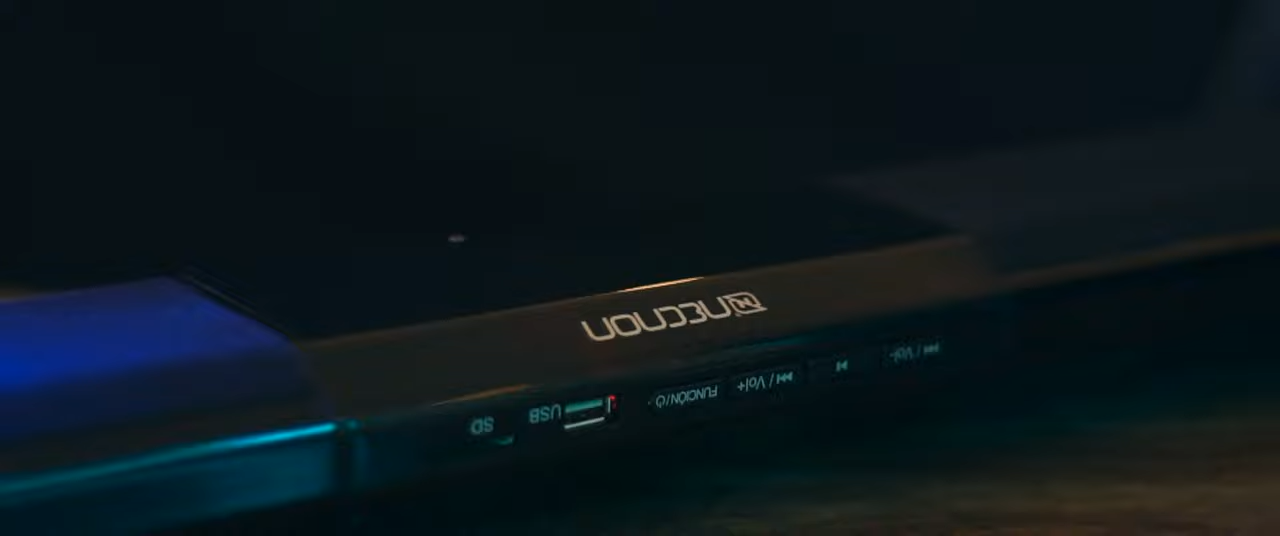 necnon
⏮ / Vol- ⏯ ⏭ / Vol+ FUNCIÓN/⏻ USB SD